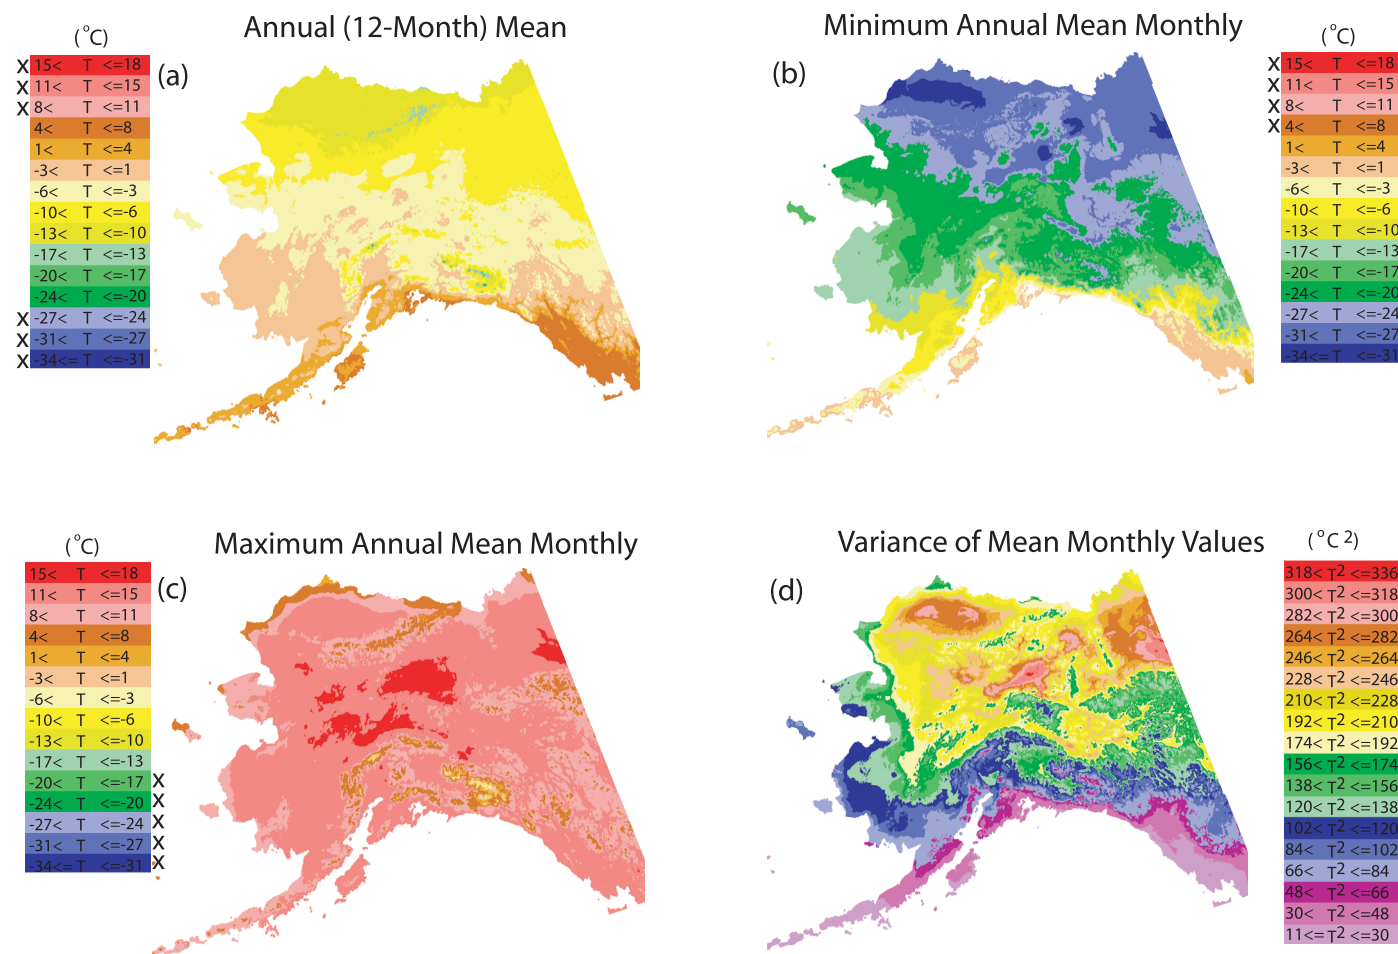 Annual (12-Month) Mean
(°C)
(a)
X 15< T <=18
X 11< T <=15
X 8< T <=11
4< T <=8
1< T <=4
-3< T <=1
-6< T <=-3
-10< T <=-6
-13< T <=-10
-17< T <=-13
-20< T <=-17
-24< T <=-20
X -27< T <=-24
X -31< T <=-27
X -34<= T <=-31
Minimum Annual Mean Monthly
(°C)
(b)
X 15< T <=18
X 11< T <=15
X 8< T <=11
X 4< T <=8
1< T <=4
-3< T <=1
-6< T <=-3
-10< T <=-6
-13< T <=-10
-17< T <=-13
-20< T <=-17
-24< T <=-20
-27< T <=-24
-31< T <=-27
-34<= T <=-31
Maximum Annual Mean Monthly
(°C)
(c)
15< T <=18
11< T <=15
8< T <=11
4< T <=8
1< T <=4
-3< T <=1
-6< T <=-3
-10< T <=-6
-13< T <=-10
-17< T <=-13
-20< T <=-17 X
-24< T <=-20 X
-27< T <=-24 X
-31< T <=-27 X
-34<= T <=-31 X
Variance of Mean Monthly Values
(°C 2)
(d)
318< T2 <=336
300< T2 <=318
282< T2 <=300
264< T2 <=282
246< T2 <=264
228< T2 <=246
210< T2 <=228
192< T2 <=210
174< T2 <=192
156< T2 <=174
138< T2 <=156
120< T2 <=138
102< T2 <=120
84< T2 <=102
66< T2 <=84
48< T2 <=66
30< T2 <=48
11<= T2 <=30